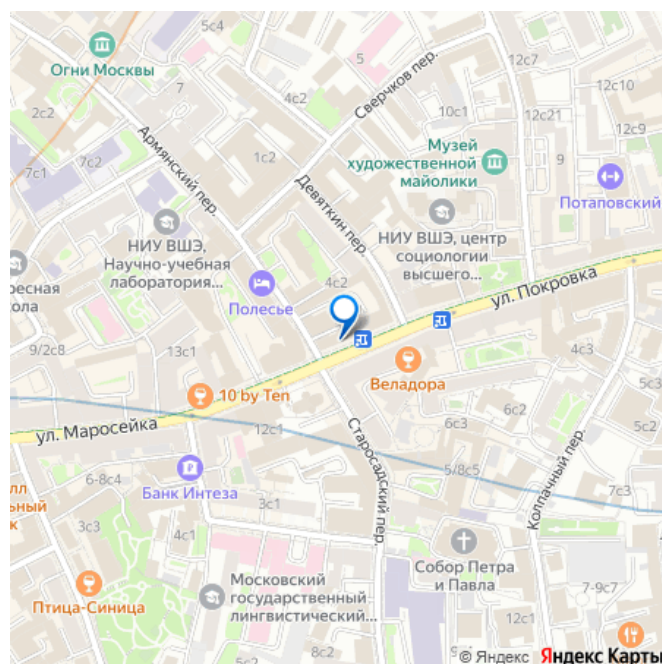 5
12с7
Огни Москвы
Сверчков пер.
12с10
7
4с2
2с2
10с1
12с21
12с9
Армянский пер.
7с2
Музей
художественной
майолики
9
7с1
1с2
Девяткин пер.
Потаповский
НИУ ВШЭ,
Научно-учебная
лаборатория...
НИУ ВШЭ, центр
социологии
высшего...
ресная
ола
4с2
Полесье
ул. Покровка
9/2с8
13с1
4с3
Веладора
10 by Ten
6с2
5с2
ул. Маросейка
12с1
6с3
Старосадский пер.
Колпачный пер.
5/8с5
6-8с4
Банк Интеза
лл
ьный
к
3с1
7с3
3с3
4с1
Собор Петра
и Павла
Московский
государственный
лингвистический...
7-9с7
Птица-Синица
12с1
© Яндекс Яндекс Карты